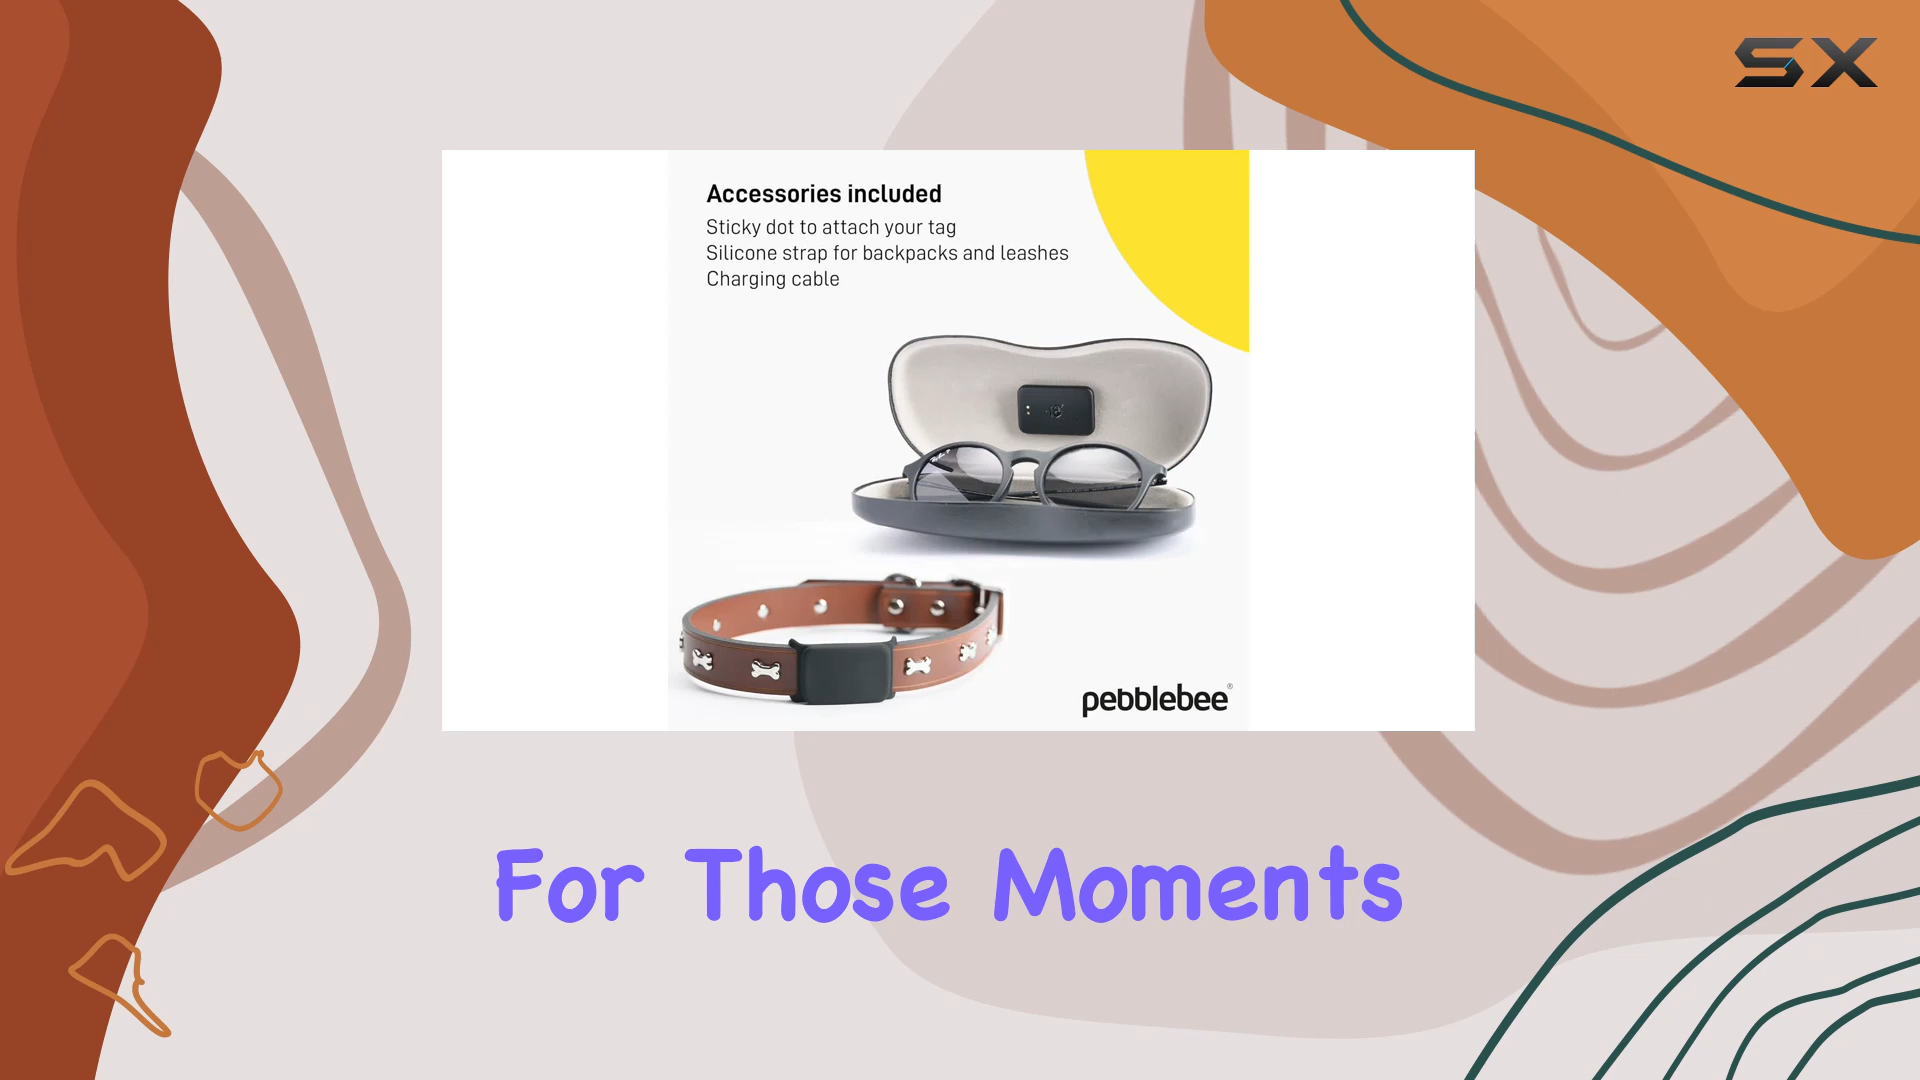 SX
Accessories included
Sticky dot to attach your tag
Silicone strap for backpacks and leashes
Charging cable
pebblebee®
For Those Moments